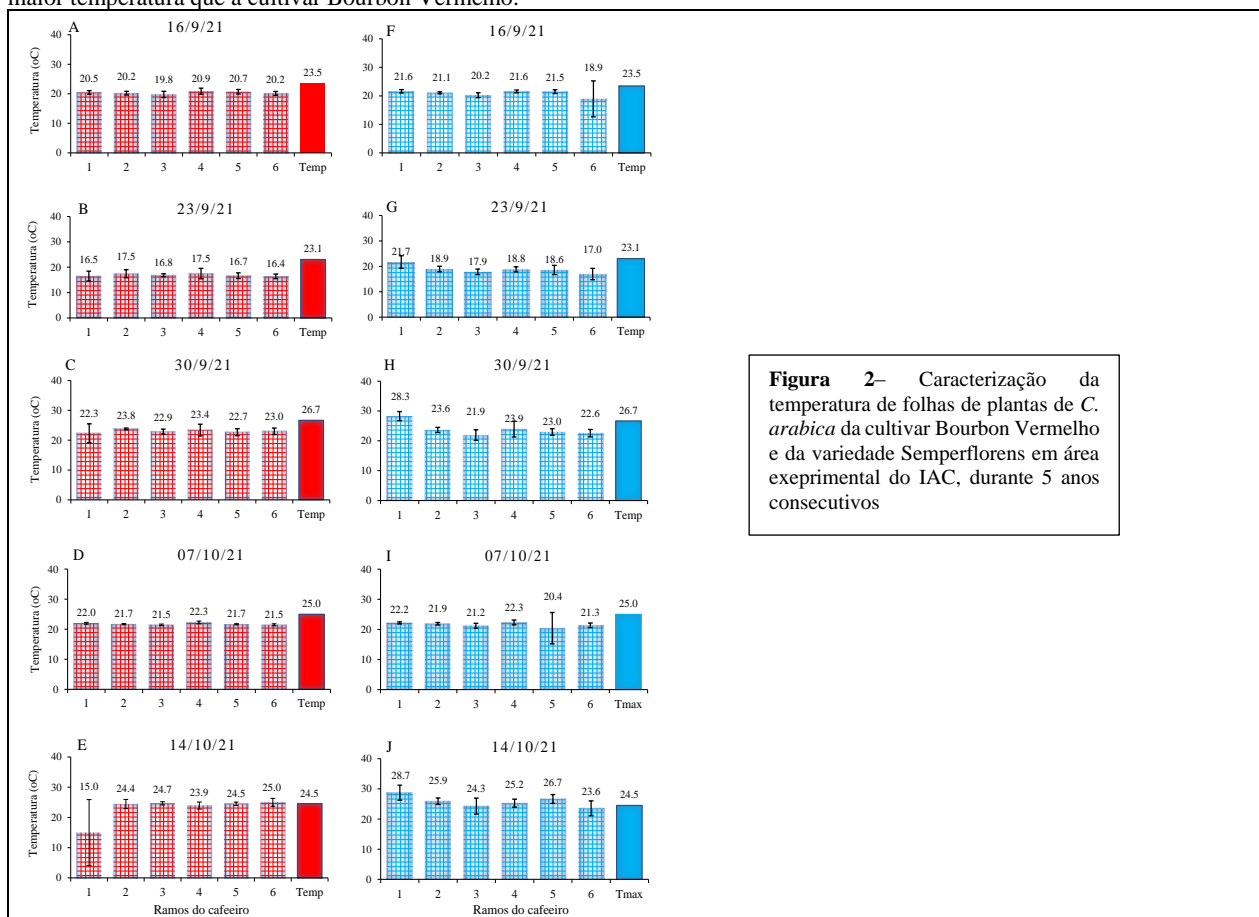 maior temperatura que a cultivar Bourbon Vermelho.
A 16/9/21
Temperatura (oC)
40
30
20
10
0
20.5 20.2 19.8 20.9 20.7 20.2 23.5
1 2 3 4 5 6 Temp
F 16/9/21
40
30
20
10
0
21.6 21.1 20.2 21.6 21.5 18.9 23.5
1 2 3 4 5 6 Temp
B 23/9/21
Temperatura (oC)
40
30
20
10
0
16.5 17.5 16.8 17.5 16.7 16.4 23.1
1 2 3 4 5 6 Temp
G 23/9/21
40
30
20
10
0
21.7 18.9 17.9 18.8 18.6 17.0 23.1
1 2 3 4 5 6 Temp
C 30/9/21
Temperatura (oC)
40
30
20
10
0
22.3 23.8 22.9 23.4 22.7 23.0 26.7
1 2 3 4 5 6 Temp
H 30/9/21
40
30
20
10
0
28.3 23.6 21.9 23.9 23.0 22.6 26.7
1 2 3 4 5 6 Temp
D 07/10/21
Temperatura (oC)
40
30
20
10
0
22.0 21.7 21.5 22.3 21.7 21.5 25.0
1 2 3 4 5 6 Temp
I 07/10/21
40
30
20
10
0
22.2 21.9 21.2 22.3 20.4 21.3 25.0
1 2 3 4 5 6 Tmax
E 14/10/21
Temperatura (oC)
40
30
20
10
0
15.0 24.4 24.7 23.9 24.5 25.0 24.5
1 2 3 4 5 6 Temp
Ramos do cafeeiro
J 14/10/21
40
30
20
10
0
28.7 25.9 24.3 25.2 26.7 23.6 24.5
1 2 3 4 5 6 Tmax
Ramos do cafeeiro
Figura 2– Caracterização da
temperatura de folhas de plantas de C.
arabica da cultivar Bourbon Vermelho
e da variedade Semperflorens em área
exeprimental do IAC, durante 5 anos
consecutivos